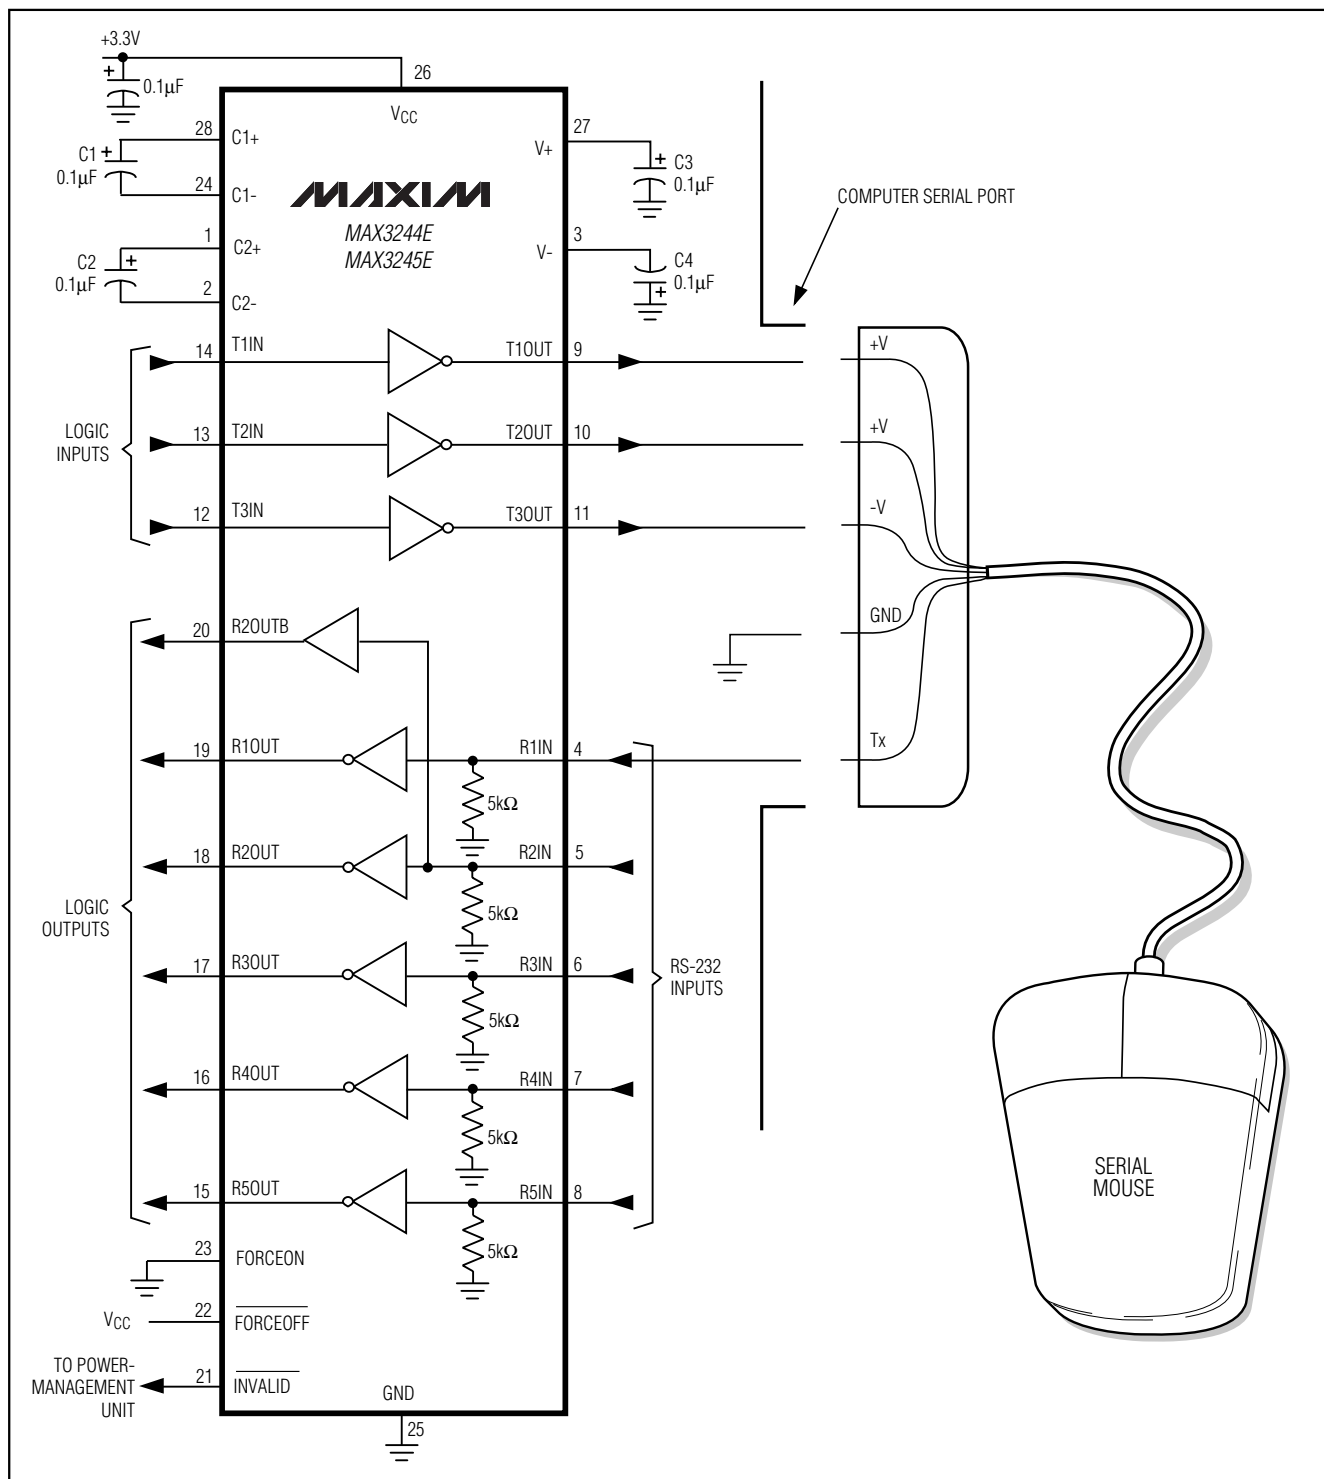 +3.3V
0.1μF
26
VCC
28
C1+
C1
0.1μF
24
C1-
27
V+
C3
0.1μF
MAXIM
MAX3244E
MAX3245E
COMPUTER SERIAL PORT
1
C2+
C2
0.1μF
2
C2-
3
V-
C4
0.1μF
LOGIC
INPUTS
14
T1IN
T1OUT
9
+V
13
T2IN
T2OUT
10
+V
12
T3IN
T3OUT
11
-V
GND
20
R2OUTB
19
R1OUT
R1IN
4
Tx
5kΩ
18
R2OUT
R2IN
5
5kΩ
LOGIC
OUTPUTS
17
R3OUT
R3IN
6
5kΩ
RS-232
INPUTS
16
R4OUT
R4IN
7
5kΩ
15
R5OUT
R5IN
8
5kΩ
SERIAL
MOUSE
23
FORCEON
VCC
22
FORCEOFF
TO POWER-
MANAGEMENT
UNIT
21
INVALID
GND
25